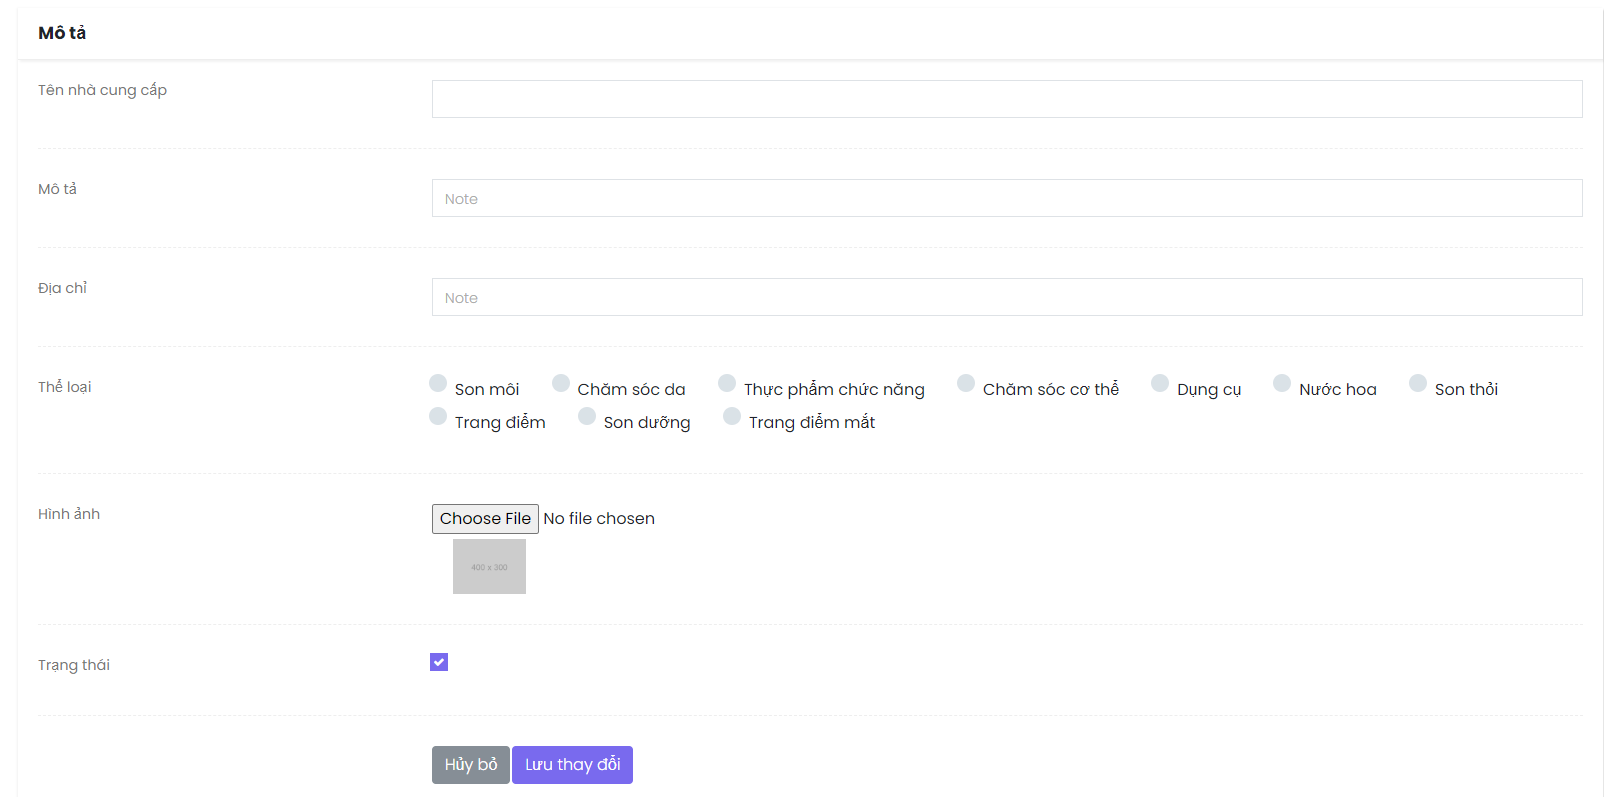 Mô tả
Tên nhà cung cấp
Mô tả
Note
Địa chỉ
Note
Thể loại
Son môi Chăm sóc da Thực phẩm chức năng Chăm sóc cơ thể Dụng cụ Nước hoa Son thỏi
Trang điểm Son dưỡng Trang điểm mắt
Hình ảnh
Choose File No file chosen
400 x 300
Trạng thái
Hủy bỏ Lưu thay đổi